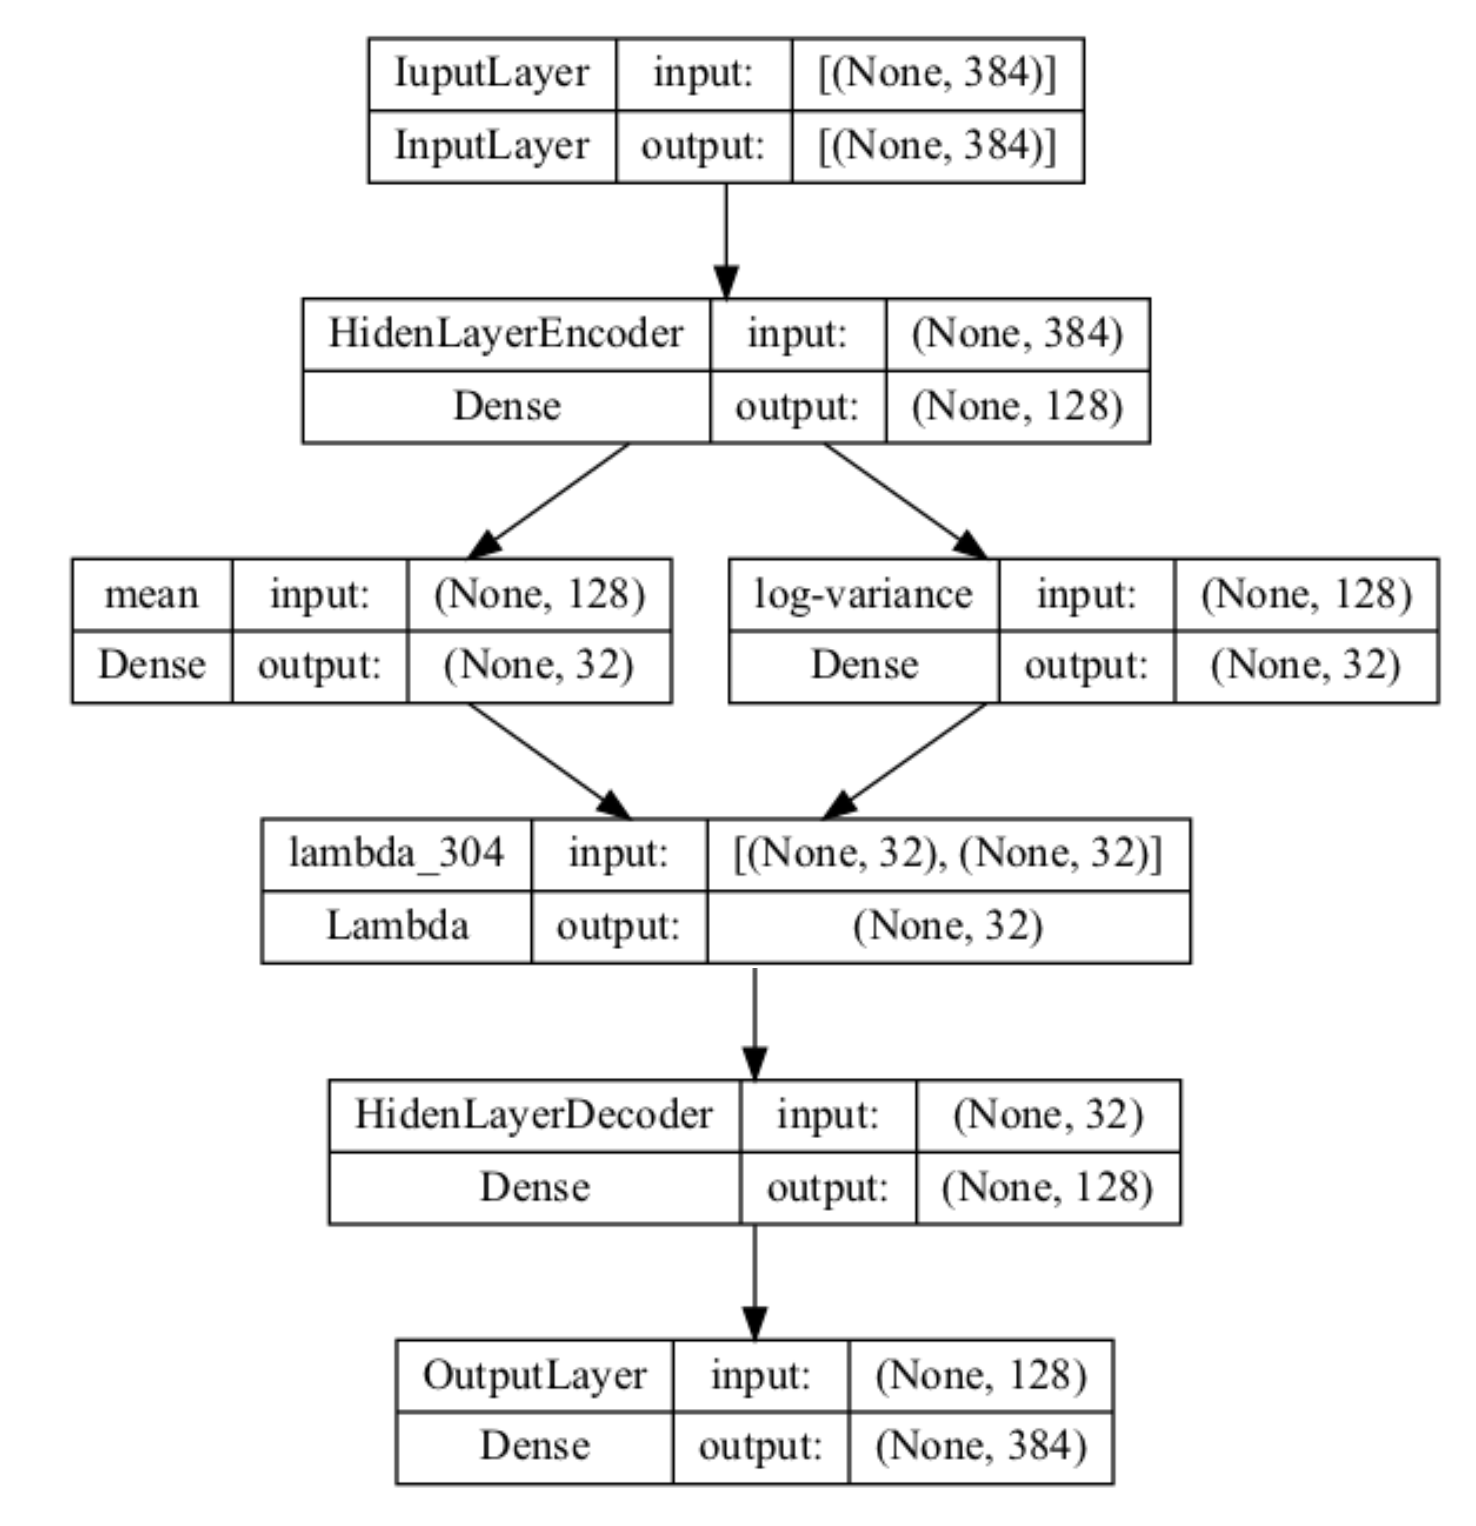 IuputLayer input: [(None, 384)]
InputLayer output: [(None, 384)]
HidenLayerEncoder input: (None, 384)
Dense output: (None, 128)
mean input: (None, 128)
Dense output: (None, 32)
log-variance input: (None, 128)
Dense output: (None, 32)
lambda_304 input: [(None, 32), (None, 32)]
Lambda output: (None, 32)
HidenLayerDecoder input: (None, 32)
Dense output: (None, 128)
OutputLayer input: (None, 128)
Dense output: (None, 384)